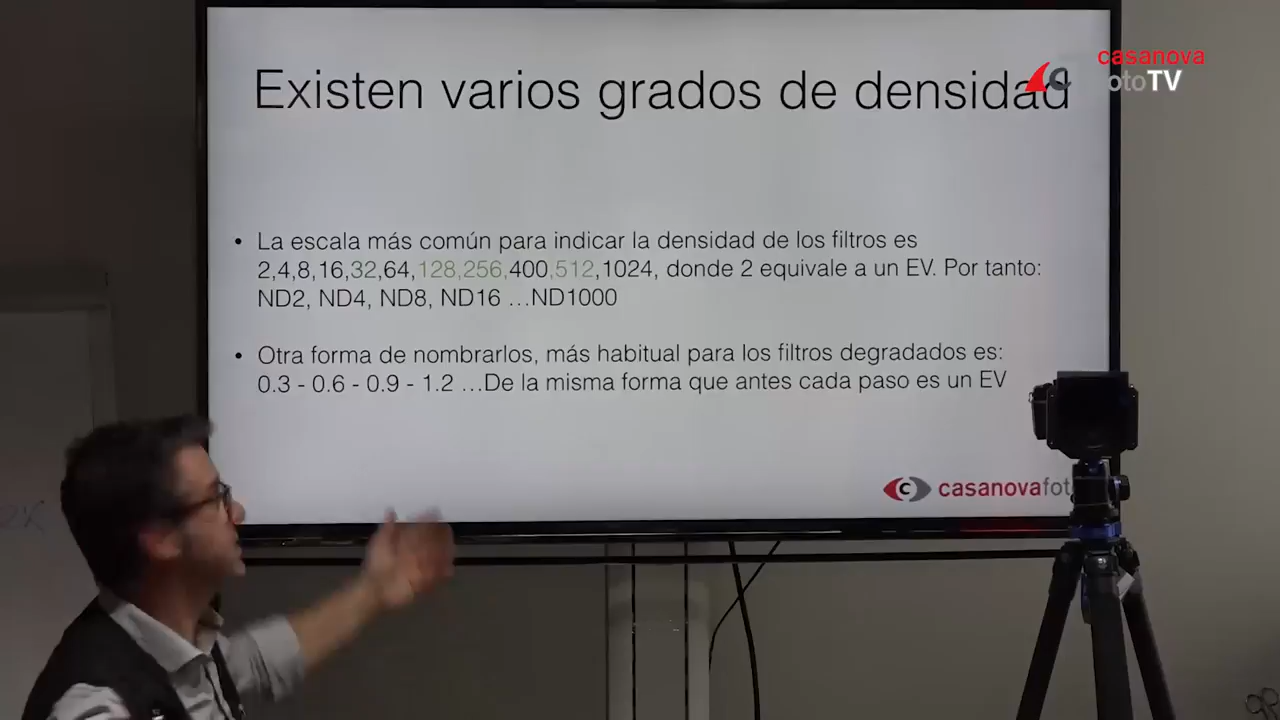 Existen varios grados de densidad
casanova
fotoTV
• La escala más común para indicar la densidad de los filtros es
2,4,8,16,32,64,128,256,400,512,1024, donde 2 equivale a un EV. Por tanto:
ND2, ND4, ND8, ND16 …ND1000
• Otra forma de nombrarlos, más habitual para los filtros degradados es:
0.3 - 0.6 - 0.9 - 1.2 …De la misma forma que antes cada paso es un EV
casanovafot